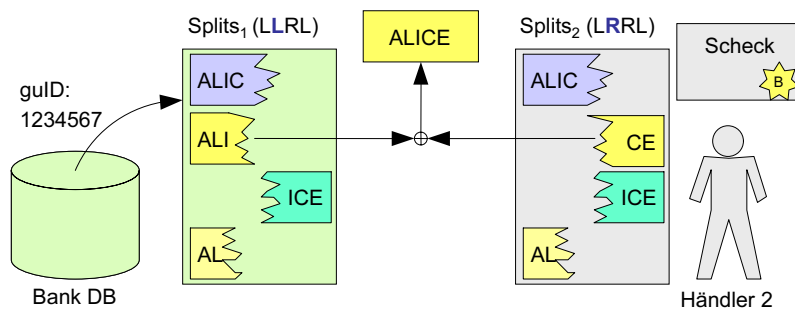 Splits₁ (LLRL)
ALICE
Splits₂ (LRRL)
Scheck
B
guID:
1234567
ALIC
ALIC
ALI
CE
ICE
ICE
AL
AL
Bank DB
Händler 2